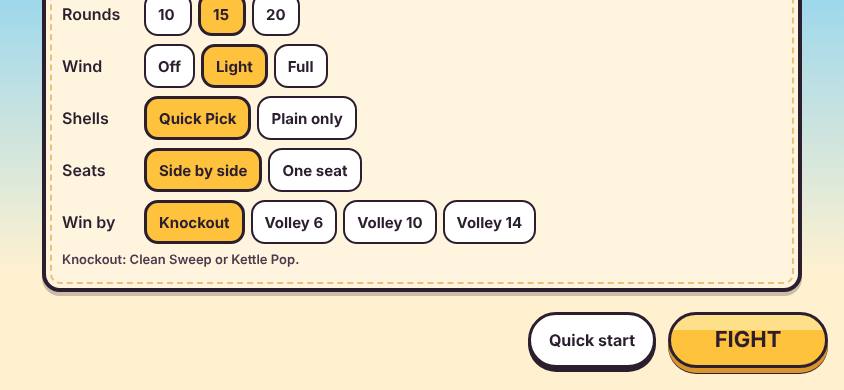 Rounds 10 15 20
Wind Off Light Full
Shells Quick Pick Plain only
Seats Side by side One seat
Win by Knockout Volley 6 Volley 10 Volley 14
Knockout: Clean Sweep or Kettle Pop.
Quick start FIGHT